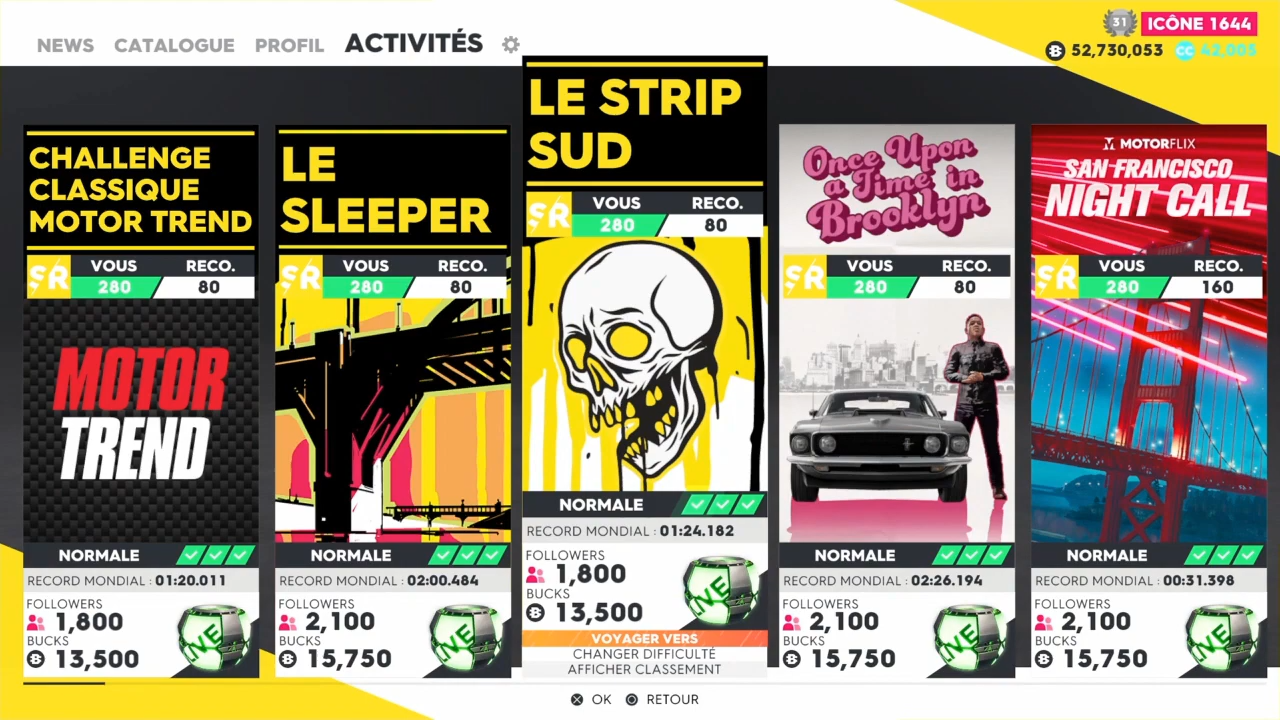 NEWS CATALOGUE PROFIL ACTIVITÉS
31 ICÔNE 1644
52,730,053 CC 42,005
CHALLENGE
CLASSIQUE
MOTOR TREND
SR VOUS RECO.
280 80
MOTOR
TREND
NORMALE
RECORD MONDIAL : 01:20.011
FOLLOWERS
1,800
BUCKS
13,500
LE
SLEEPER
SR VOUS RECO.
280 80
NORMALE
RECORD MONDIAL : 02:00.484
FOLLOWERS
2,100
BUCKS
15,750
LE STRIP
SUD
SR VOUS RECO.
280 80
NORMALE
RECORD MONDIAL : 01:24.182
FOLLOWERS
1,800
BUCKS
13,500
VOYAGER VERS
CHANGER DIFFICULTÉ
AFFICHER CLASSEMENT
Once Upon
a Time in
Brooklyn
SR VOUS RECO.
280 80
NORMALE
RECORD MONDIAL : 02:26.194
FOLLOWERS
2,100
BUCKS
15,750
MOTORFLIX
SAN FRANCISCO
NIGHT CALL
SR VOUS RECO.
280 160
NORMALE
RECORD MONDIAL : 00:31.398
FOLLOWERS
2,100
BUCKS
15,750
OK RETOUR